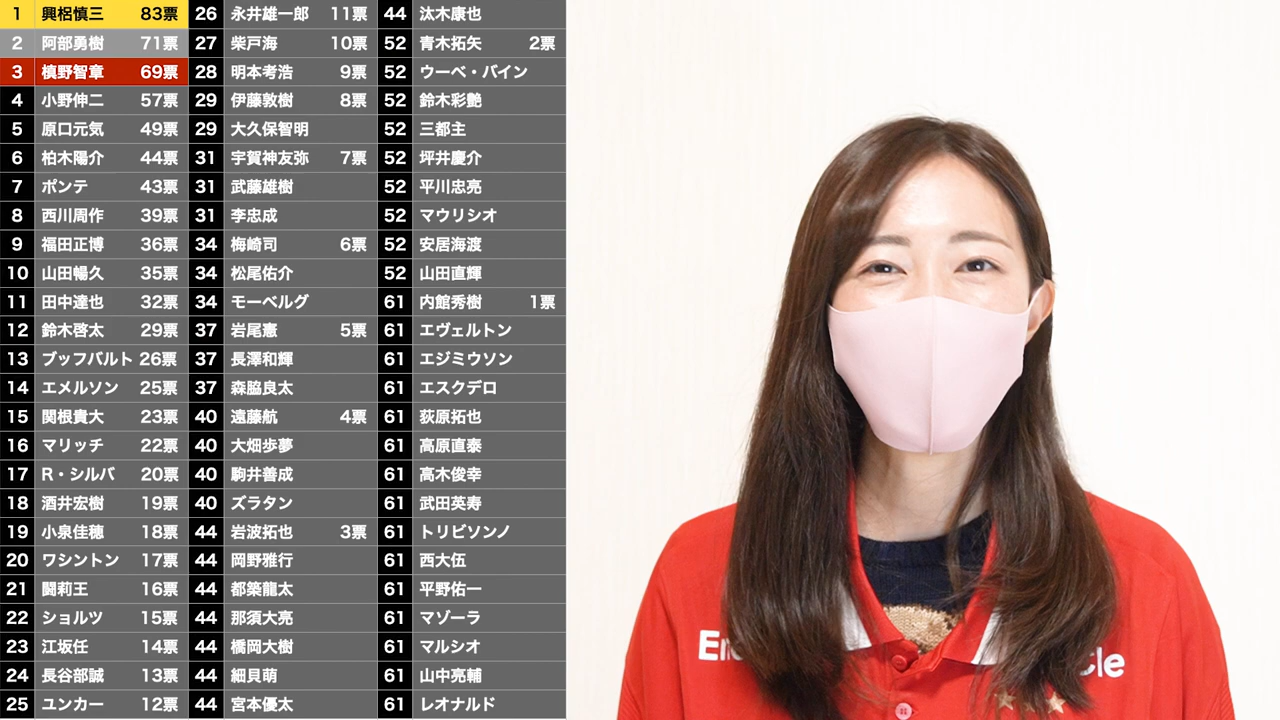 1 興梠慎三 83票
2 阿部勇樹 71票
3 槙野智章 69票
4 小野伸二 57票
5 原口元気 49票
6 柏木陽介 44票
7 ポンテ 43票
8 西川周作 39票
9 福田正博 36票
10 山田暢久 35票
11 田中達也 32票
12 鈴木啓太 29票
13 ブッフバルト 26票
14 エメルソン 25票
15 関根貴大 23票
16 マリッチ 22票
17 R・シルバ 20票
18 酒井宏樹 19票
19 小泉佳穂 18票
20 ワシントン 17票
21 闘莉王 16票
22 ショルツ 15票
23 江坂任 14票
24 長谷部誠 13票
25 ユンカー 12票
26 永井雄一郎 11票
27 柴戸海 10票
28 明本考浩 9票
29 伊藤敦樹 8票
29 大久保智明
31 宇賀神友弥 7票
31 武藤雄樹
31 李忠成
34 梅崎司 6票
34 松尾佑介
34 モーベルグ
37 岩尾憲 5票
37 長澤和輝
37 森脇良太
40 遠藤航 4票
40 大畑歩夢
40 駒井善成
40 ズラタン
44 岩波拓也 3票
44 岡野雅行
44 都築龍太
44 那須大亮
44 橋岡大樹
44 細貝萌
44 宮本優太
44 汰木康也
52 青木拓矢 2票
52 ウーベ・バイン
52 鈴木彩艶
52 三都主
52 坪井慶介
52 平川忠亮
52 マウリシオ
52 安居海渡
52 山田直輝
61 内舘秀樹 1票
61 エヴェルトン
61 エジミウソン
61 エスクデロ
61 荻原拓也
61 高原直泰
61 高木俊幸
61 武田英寿
61 トリビソンノ
61 西大伍
61 平野佑一
61 マゾーラ
61 マルシオ
61 山中亮輔
61 レオナルド